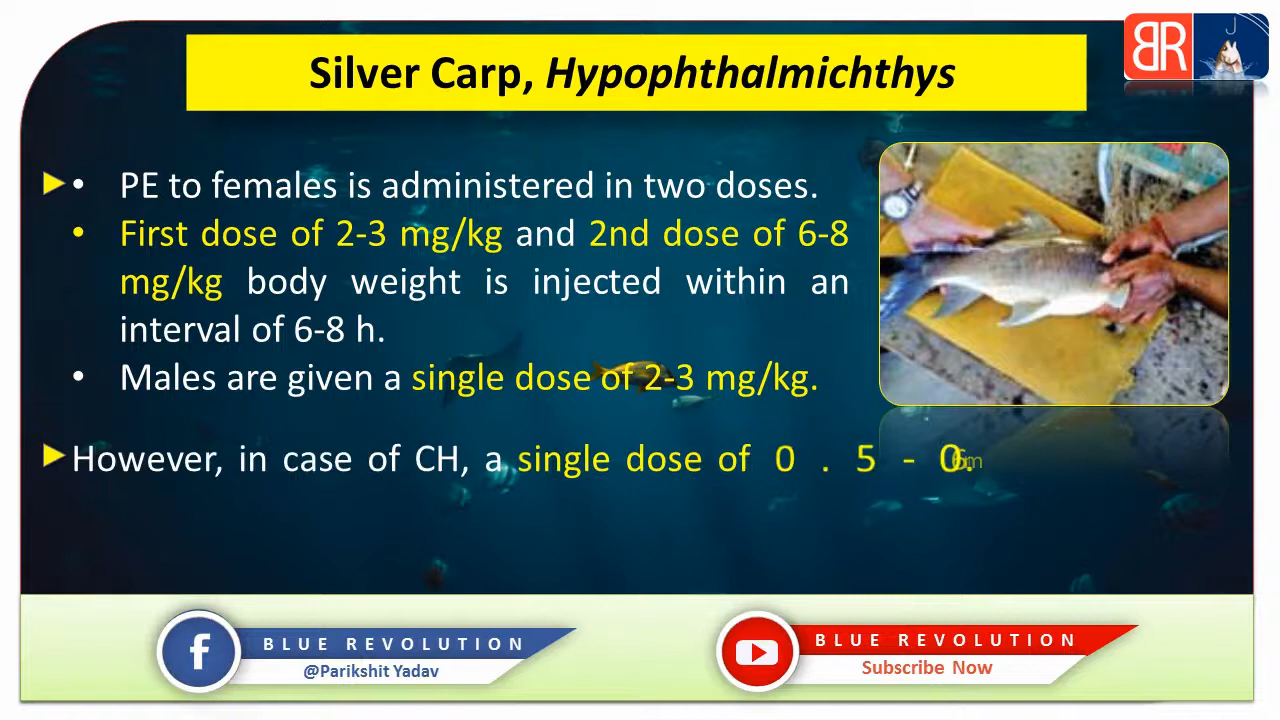 Silver Carp, Hypophthalmichthys
BR
• PE to females is administered in two doses.
• First dose of 2-3 mg/kg and 2nd dose of 6-8
mg/kg body weight is injected within an
interval of 6-8 h.
• Males are given a single dose of 2-3 mg/kg.
However, in case of CH, a single dose of 0.5-0.
BLUE REVOLUTION
@Parikshit Yadav
BLUE REVOLUTION
Subscribe Now